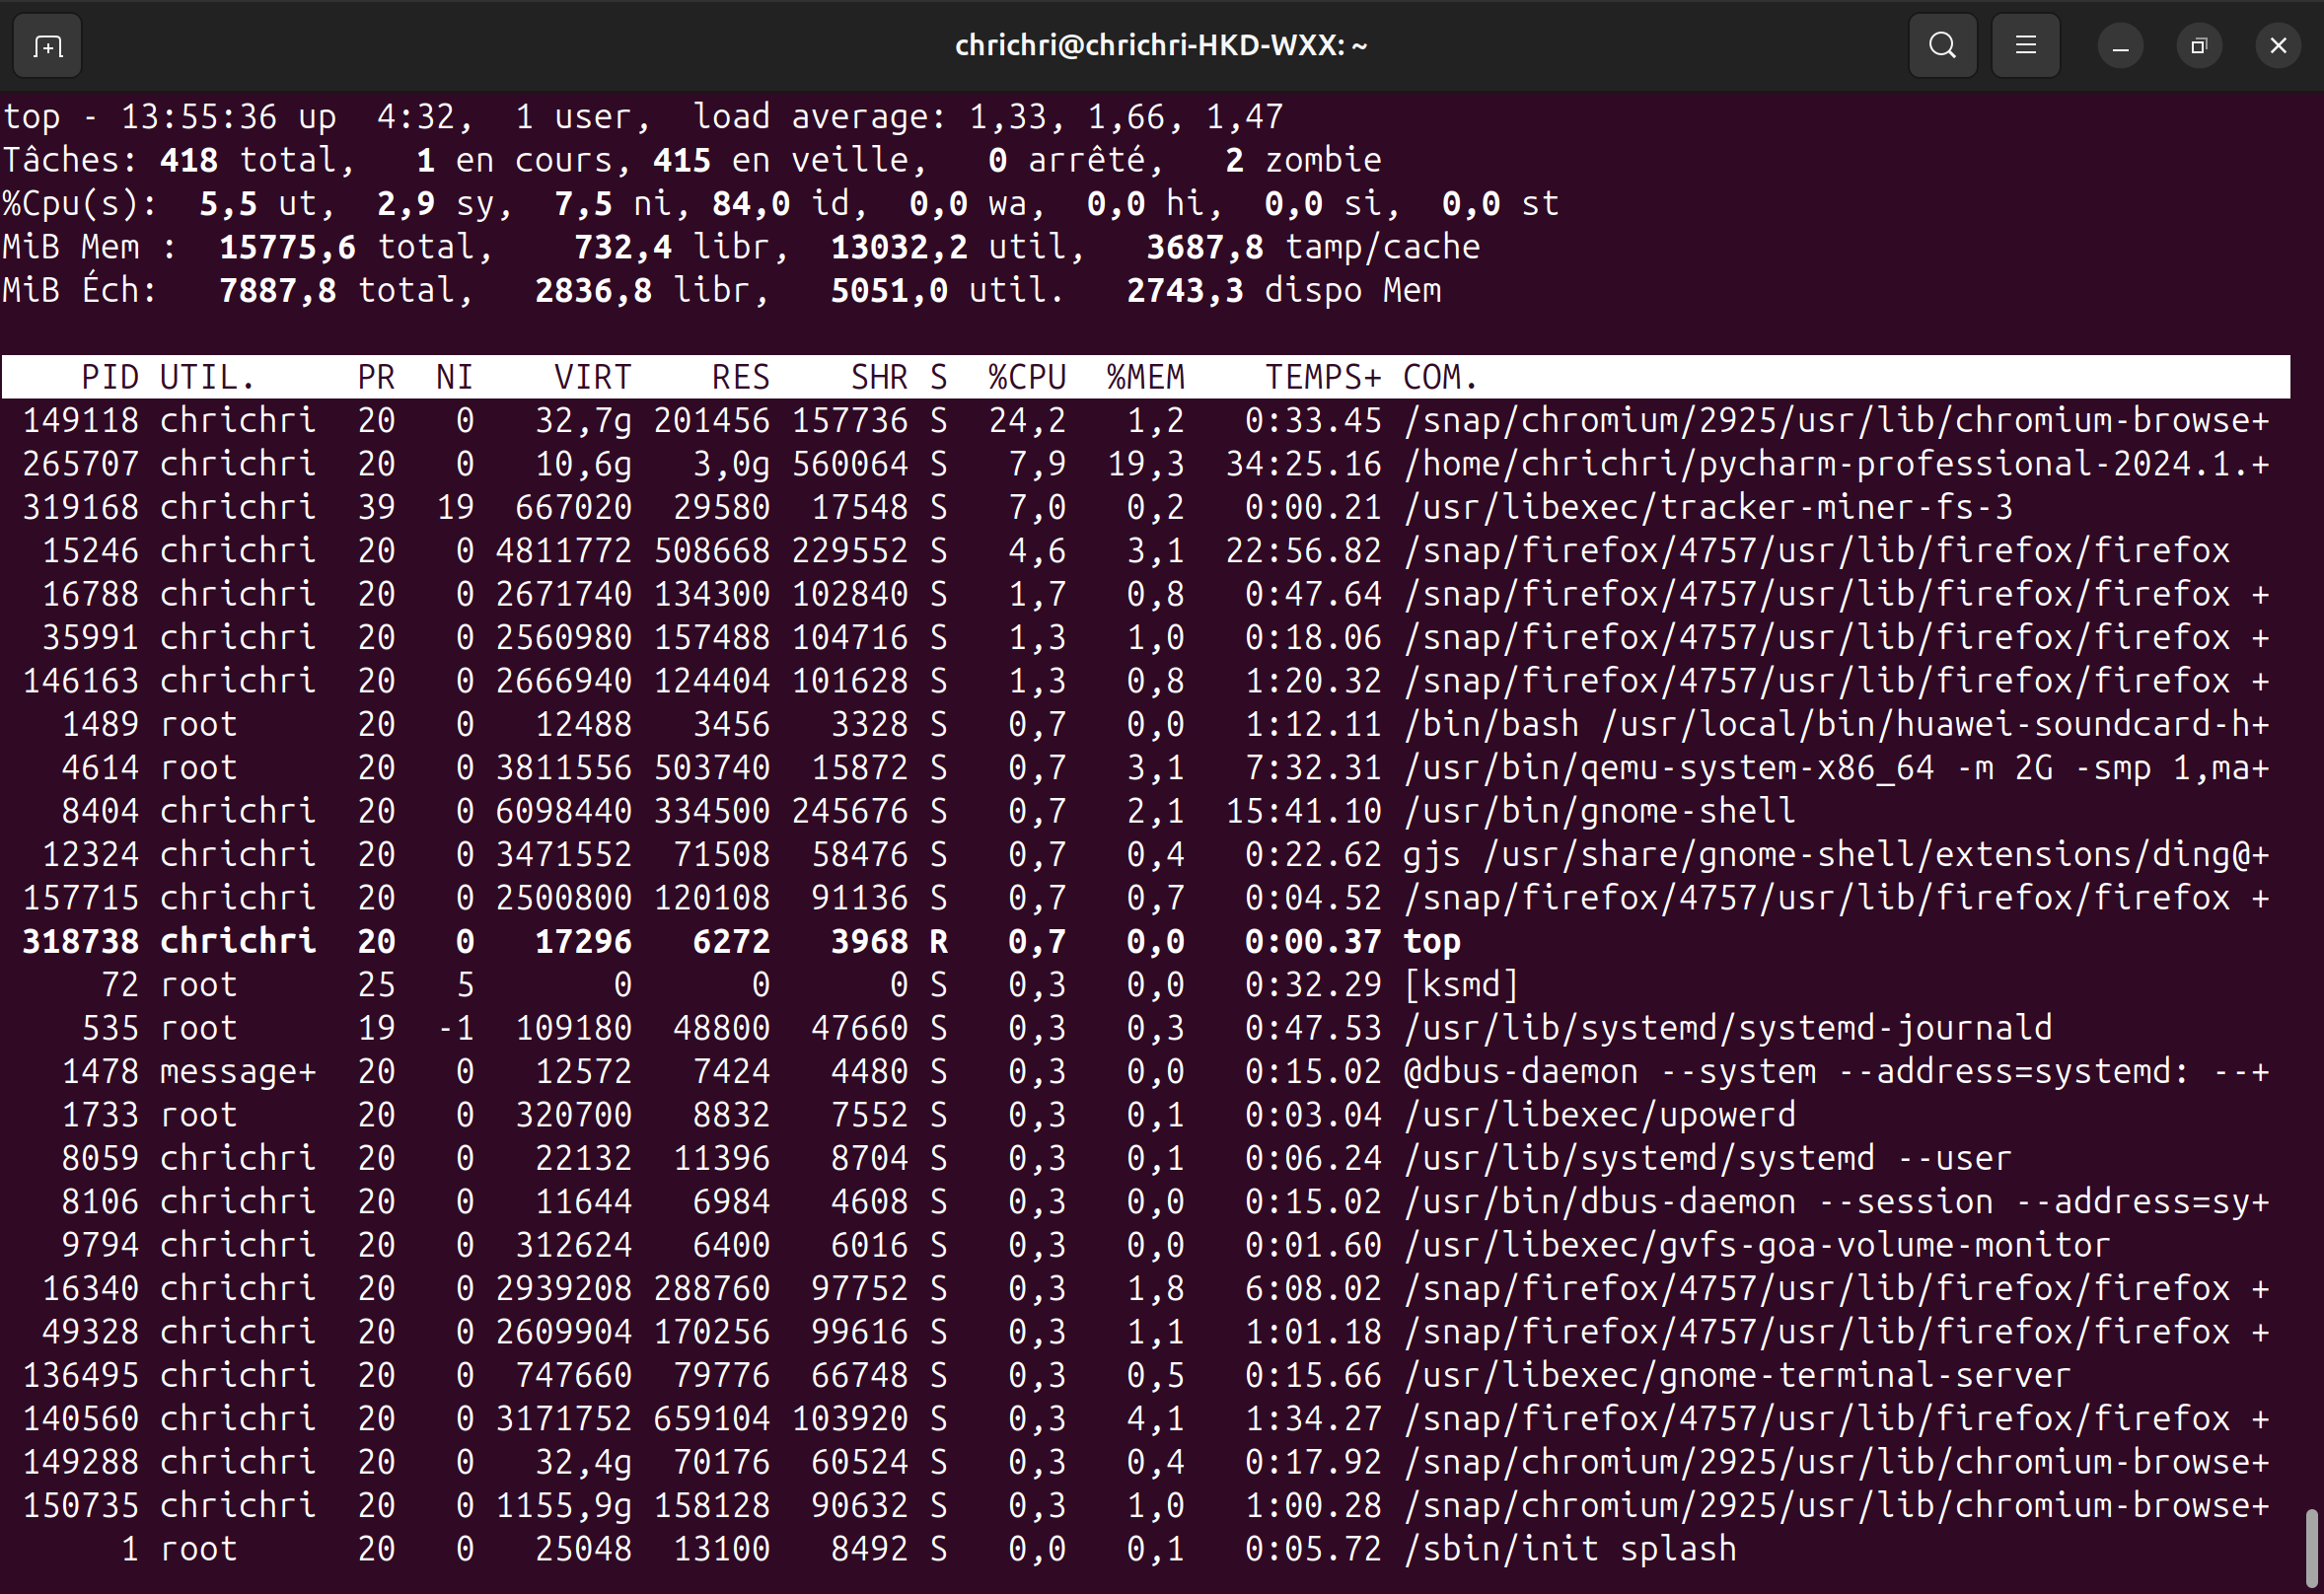 chrichri@chrichri-HKD-WXX: ~
top - 13:55:36 up  4:32,  1 user,  load average: 1,33, 1,66, 1,47
Tâches: 418 total,   1 en cours, 415 en veille,   0 arrêté,   2 zombie
%Cpu(s):  5,5 ut,  2,9 sy,  7,5 ni, 84,0 id,  0,0 wa,  0,0 hi,  0,0 si,  0,0 st
MiB Mem :  15775,6 total,    732,4 libr,  13032,2 util,   3687,8 tamp/cache
MiB Éch:   7887,8 total,   2836,8 libr,   5051,0 util.   2743,3 dispo Mem
PID UTIL.     PR  NI    VIRT    RES    SHR S  %CPU  %MEM    TEMPS+ COM.
149118 chrichri  20   0   32,7g 201456 157736 S  24,2   1,2   0:33.45 /snap/chromium/2925/usr/lib/chromium-browse+
265707 chrichri  20   0   10,6g   3,0g 560064 S   7,9  19,3  34:25.16 /home/chrichri/pycharm-professional-2024.1.+
319168 chrichri  39  19  667020  29580  17548 S   7,0   0,2   0:00.21 /usr/libexec/tracker-miner-fs-3
15246 chrichri  20   0 4811772 508668 229552 S   4,6   3,1  22:56.82 /snap/firefox/4757/usr/lib/firefox/firefox
16788 chrichri  20   0 2671740 134300 102840 S   1,7   0,8   0:47.64 /snap/firefox/4757/usr/lib/firefox/firefox +
35991 chrichri  20   0 2560980 157488 104716 S   1,3   1,0   0:18.06 /snap/firefox/4757/usr/lib/firefox/firefox +
146163 chrichri  20   0 2666940 124404 101628 S   1,3   0,8   1:20.32 /snap/firefox/4757/usr/lib/firefox/firefox +
1489 root      20   0   12488   3456   3328 S   0,7   0,0   1:12.11 /bin/bash /usr/local/bin/huawei-soundcard-h+
4614 root      20   0 3811556 503740  15872 S   0,7   3,1   7:32.31 /usr/bin/qemu-system-x86_64 -m 2G -smp 1,ma+
8404 chrichri  20   0 6098440 334500 245676 S   0,7   2,1  15:41.10 /usr/bin/gnome-shell
12324 chrichri  20   0 3471552  71508  58476 S   0,7   0,4   0:22.62 gjs /usr/share/gnome-shell/extensions/ding@+
157715 chrichri  20   0 2500800 120108  91136 S   0,7   0,7   0:04.52 /snap/firefox/4757/usr/lib/firefox/firefox +
318738 chrichri  20   0   17296   6272   3968 R   0,7   0,0   0:00.37 top
72 root      25   5       0      0      0 S   0,3   0,0   0:32.29 [ksmd]
535 root      19  -1  109180  48800  47660 S   0,3   0,3   0:47.53 /usr/lib/systemd/systemd-journald
1478 message+  20   0   12572   7424   4480 S   0,3   0,0   0:15.02 @dbus-daemon --system --address=systemd: --+
1733 root      20   0  320700   8832   7552 S   0,3   0,1   0:03.04 /usr/libexec/upowerd
8059 chrichri  20   0   22132  11396   8704 S   0,3   0,1   0:06.24 /usr/lib/systemd/systemd --user
8106 chrichri  20   0   11644   6984   4608 S   0,3   0,0   0:15.02 /usr/bin/dbus-daemon --session --address=sy+
9794 chrichri  20   0  312624   6400   6016 S   0,3   0,0   0:01.60 /usr/libexec/gvfs-goa-volume-monitor
16340 chrichri  20   0 2939208 288760  97752 S   0,3   1,8   6:08.02 /snap/firefox/4757/usr/lib/firefox/firefox +
49328 chrichri  20   0 2609904 170256  99616 S   0,3   1,1   1:01.18 /snap/firefox/4757/usr/lib/firefox/firefox +
136495 chrichri  20   0  747660  79776  66748 S   0,3   0,5   0:15.66 /usr/libexec/gnome-terminal-server
140560 chrichri  20   0 3171752 659104 103920 S   0,3   4,1   1:34.27 /snap/firefox/4757/usr/lib/firefox/firefox +
149288 chrichri  20   0   32,4g  70176  60524 S   0,3   0,4   0:17.92 /snap/chromium/2925/usr/lib/chromium-browse+
150735 chrichri  20   0 1155,9g 158128  90632 S   0,3   1,0   1:00.28 /snap/chromium/2925/usr/lib/chromium-browse+
1 root      20   0   25048  13100   8492 S   0,0   0,1   0:05.72 /sbin/init splash